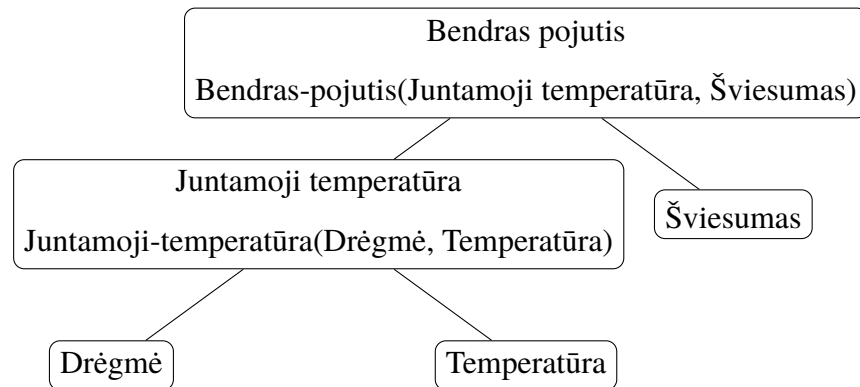 Bendras pojutis
Bendras-pojutis(Juntamoji temperatūra, Šviesumas)
Juntamoji temperatūra
Juntamoji-temperatūra(Drėgmė, Temperatūra)
Šviesumas
Drėgmė
Temperatūra